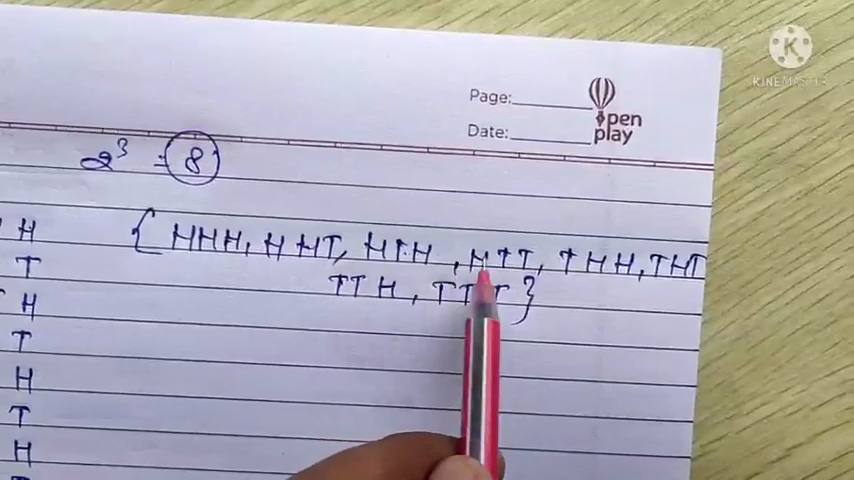 K
KINEMASTER
Page:
Date:
pen
play
2³ = 8
H
{ HHH, HHT, HTH, HTT, THH, THT
T
TTH, TTT }
H
T
H
T
H
T